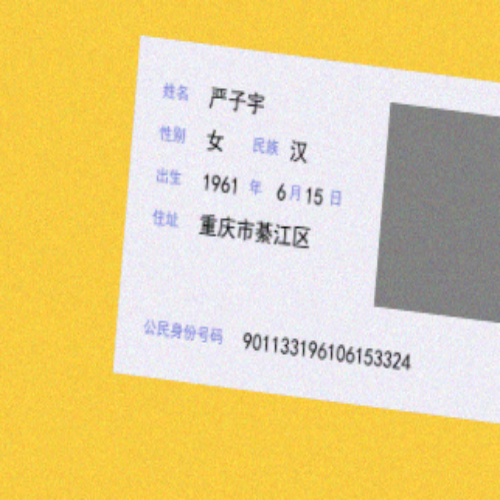 姓名 严子宇
性别 女 民族 汉
出生 1961 年 6 月 15 日
住址 重庆市綦江区
公民身份号码 901133196106153324